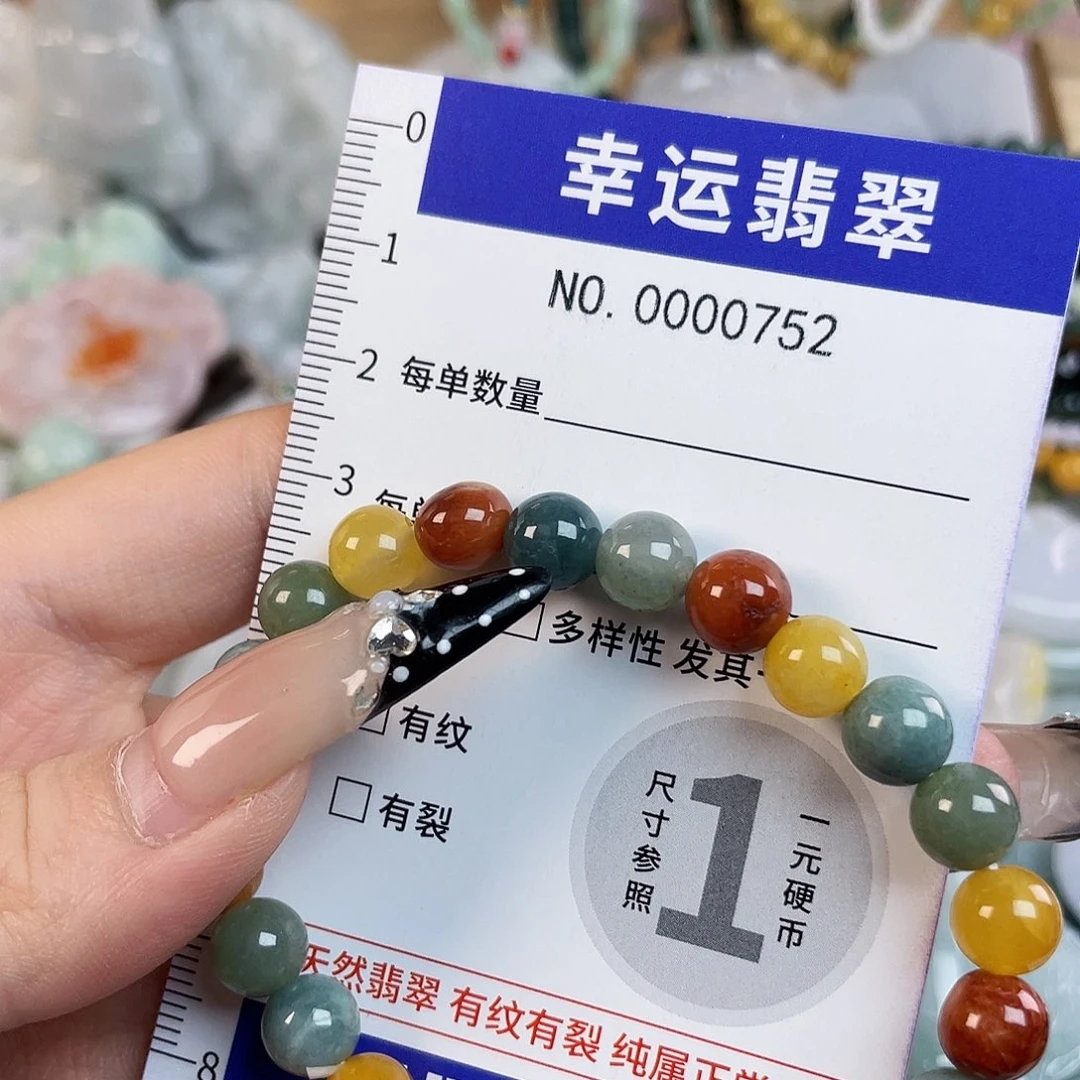 0
幸运翡翠
1
NO. 0000752
2
每单数量
3
多样性 发其
有纹
有裂
尺寸参照
1
一元硬币
天然翡翠 有纹有裂 纯属正常
8